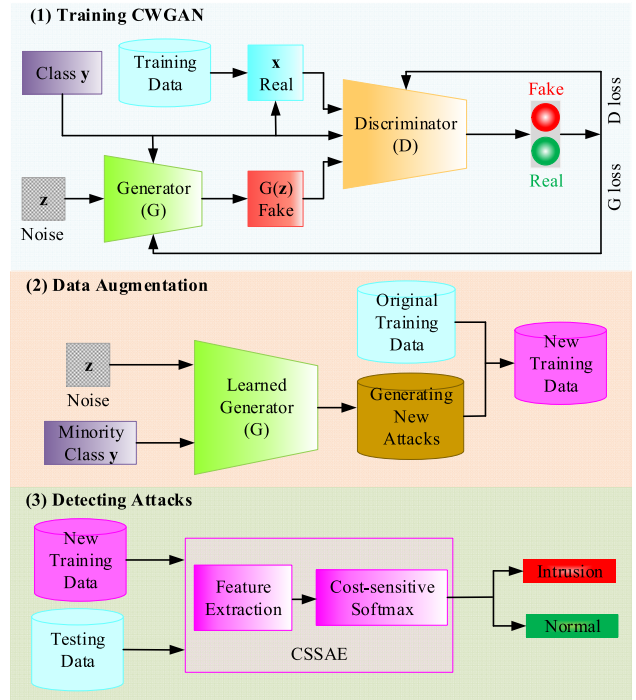 (1) Training CWGAN
Class y
Training
Data
x
Real
Discriminator
(D)
Fake
Real
D loss
G loss
z
Noise
Generator
(G)
G(z)
Fake
(2) Data Augmentation
z
Noise
Minority
Class y
Learned
Generator
(G)
Original
Training
Data
Generating
New
Attacks
New
Training
Data
(3) Detecting Attacks
New
Training
Data
Testing
Data
Feature
Extraction
Cost-sensitive
Softmax
CSSAE
Intrusion
Normal